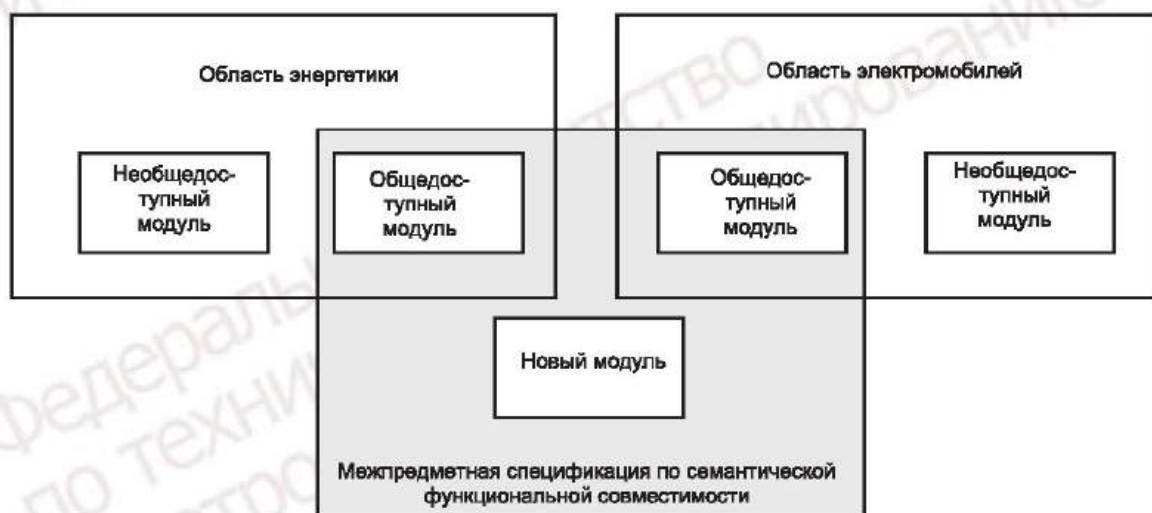 Область энергетики
Область электромобилей
Необщедос-
тупный
модуль
Общедос-
тупный
модуль
Общедос-
тупный
модуль
Необщедос-
тупный
модуль
Новый модуль
Межпредметная спецификация по семантической
функциональной совместимости